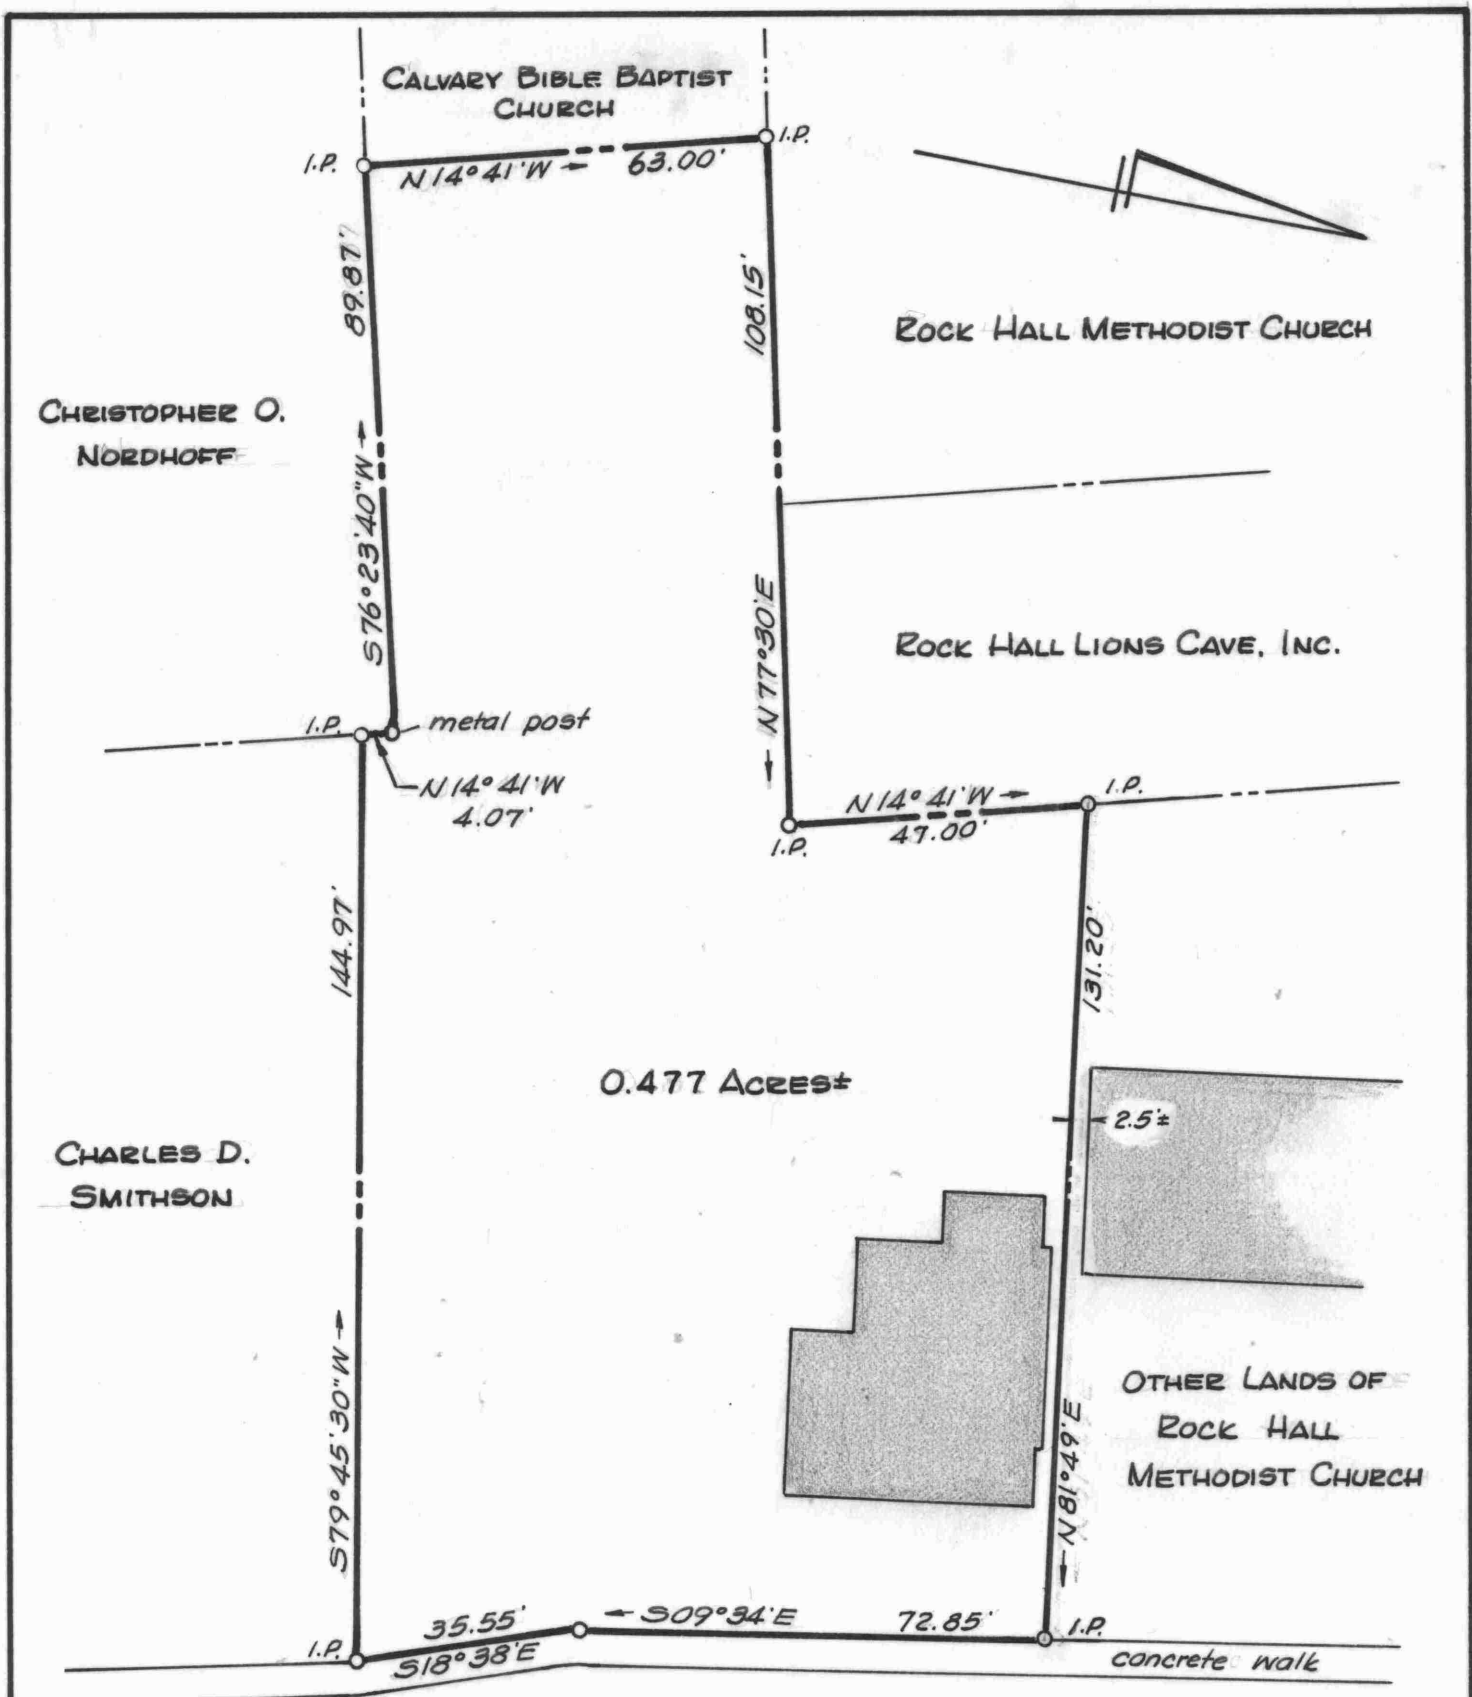 CALVARY BIBLE BAPTIST
CHURCH
I.P.
I.P.
N 14° 41' W
63.00'
89.87'
108.15'
ROCK HALL METHODIST CHURCH
CHRISTOPHER O.
NORDHOFF
S76°23'40"W
N77°30'E
ROCK HALL LIONS CAVE, INC.
I.P.
metal post
N 14° 41' W
4.07'
N 14° 41' W
47.00'
I.P.
I.P.
144.97'
131.20'
0.477 ACRES±
2.5'±
CHARLES D.
SMITHSON
S79°45'30"W
N81°49'E
OTHER LANDS OF
ROCK HALL
METHODIST CHURCH
35.55'
S18°38'E
S09°34'E
72.85'
I.P.
I.P.
concrete walk